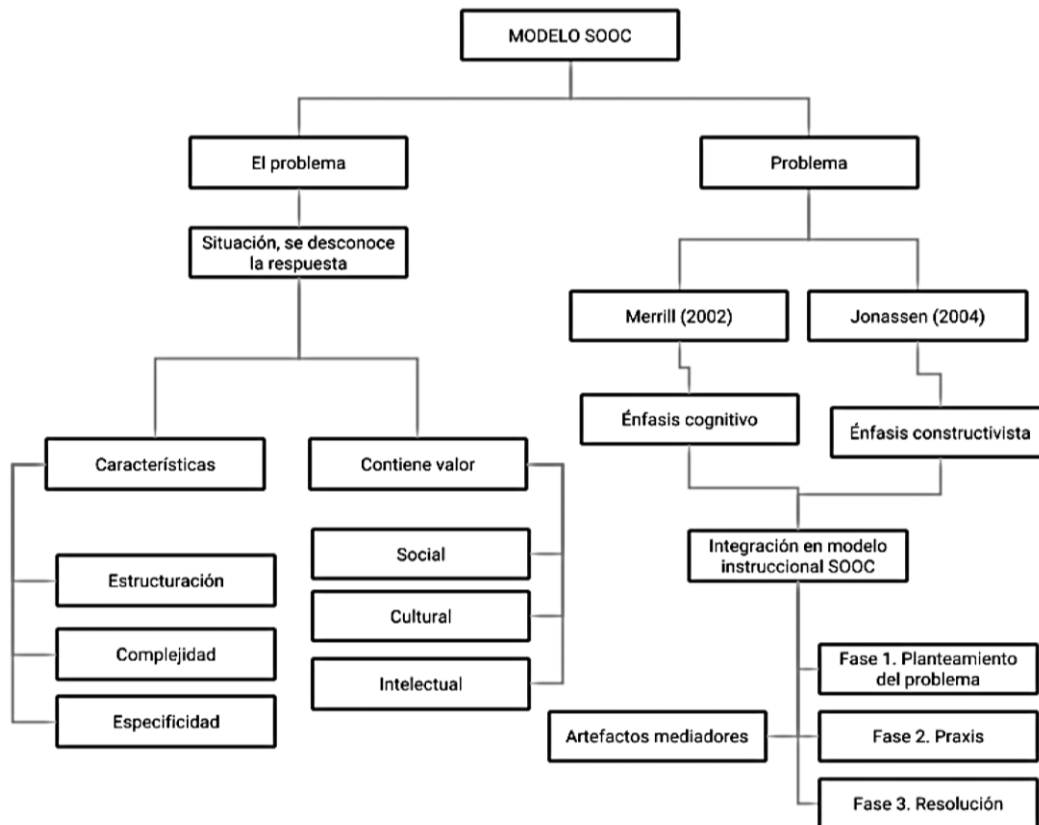 MODELO SOOC
El problema
Problema
Situación, se desconoce
la respuesta
Merrill (2002)
Jonassen (2004)
Énfasis cognitivo
Énfasis constructivista
Características
Contiene valor
Estructuración
Complejidad
Especificidad
Social
Cultural
Intelectual
Integración en modelo
instruccional SOOC
Artefactos mediadores
Fase 1. Planteamiento
del problema
Fase 2. Praxis
Fase 3. Resolución